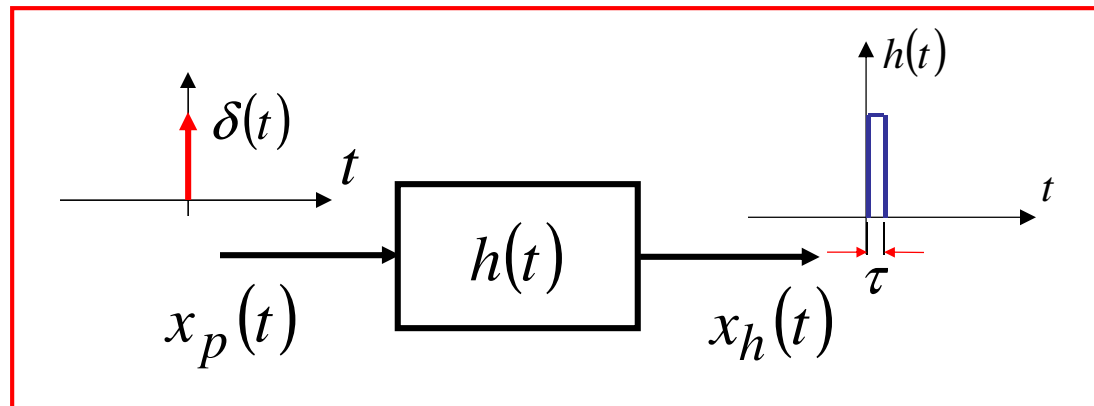 h(t)
δ(t)
t
t
h(t)
τ
x_p(t)
x_h(t)